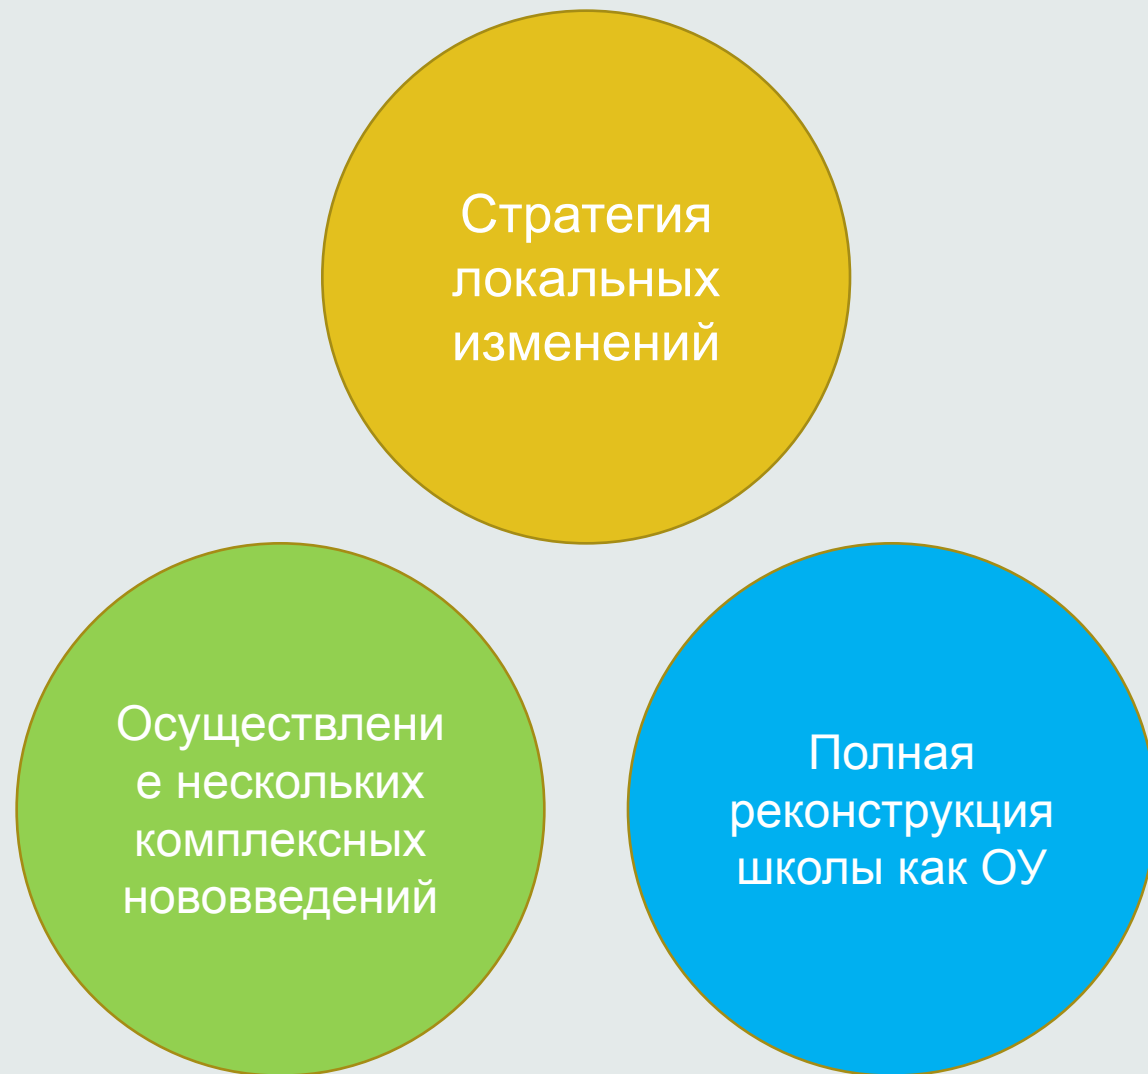 Стратегия
локальных
изменений
Осуществлени
е нескольких
комплексных
нововведений
Полная
реконструкция
школы как ОУ